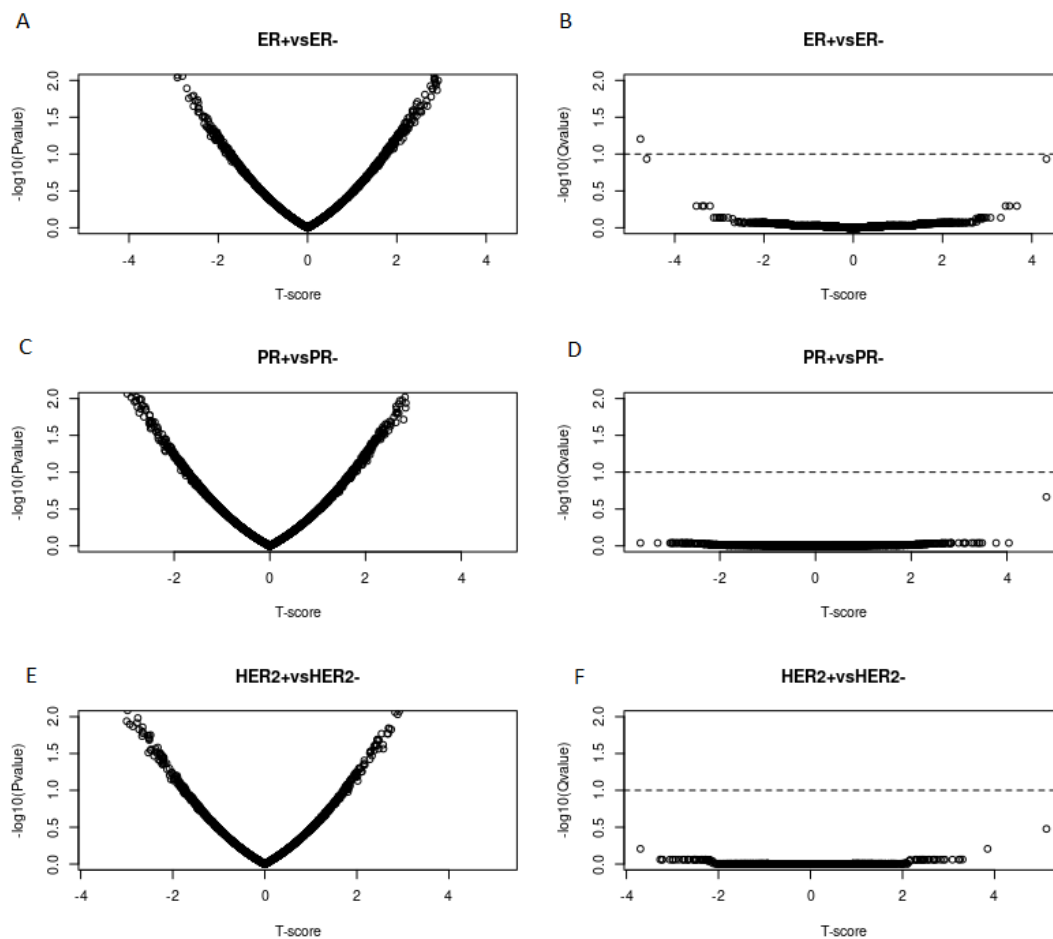 A
ER+vsER-
-log10(Pvalue)
2.0
1.5
1.0
0.5
0.0
-4 -2 0 2 4
T-score
B
ER+vsER-
-log10(Qvalue)
2.0
1.5
1.0
0.5
0.0
-4 -2 0 2 4
T-score
C
PR+vsPR-
-log10(Pvalue)
2.0
1.5
1.0
0.5
0.0
-2 0 2 4
T-score
D
PR+vsPR-
-log10(Qvalue)
2.0
1.5
1.0
0.5
0.0
-2 0 2 4
T-score
E
HER2+vsHER2-
-log10(Pvalue)
2.0
1.5
1.0
0.5
0.0
-4 -2 0 2 4
T-score
F
HER2+vsHER2-
-log10(Qvalue)
2.0
1.5
1.0
0.5
0.0
-4 -2 0 2 4
T-score